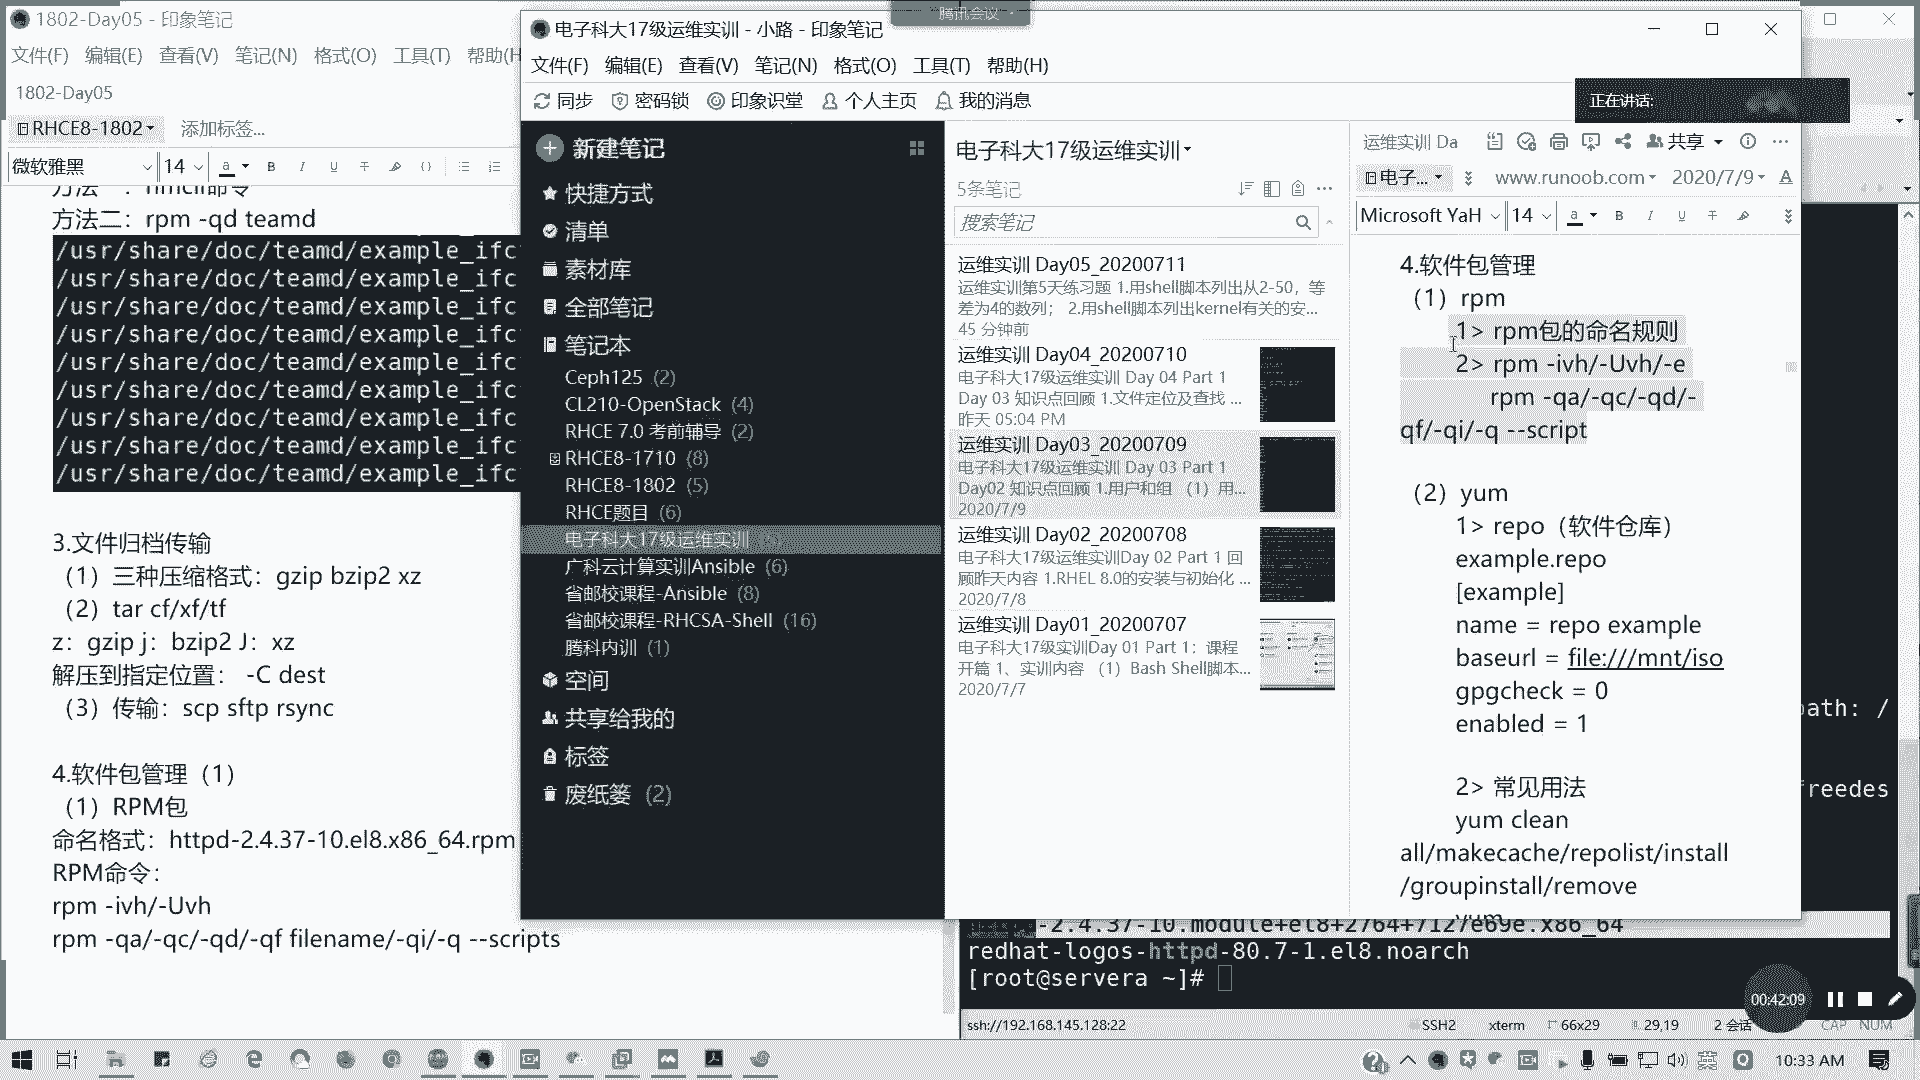 1802-Day05 - 印象笔记
文件(F) 编辑(E) 查看(V) 笔记(N) 格式(O) 工具(T) 帮助(H
1802-Day05
RHCE8-1802 添加标签...
微软雅黑 14
方法二：rpm -qd teamd
/usr/share/doc/teamd/example_ifc
/usr/share/doc/teamd/example_ifc
/usr/share/doc/teamd/example_ifc
/usr/share/doc/teamd/example_ifc
/usr/share/doc/teamd/example_ifc
/usr/share/doc/teamd/example_ifc
/usr/share/doc/teamd/example_ifc
/usr/share/doc/teamd/example_ifc
/usr/share/doc/teamd/example_ifc
3.文件归档传输
（1）三种压缩格式：gzip bzip2 xz
（2）tar cf/xf/tf
z：gzip j：bzip2 J：xz
解压到指定位置： -C dest
（3）传输：scp sftp rsync
4.软件包管理（1）
（1）RPM包
命名格式：httpd-2.4.37-10.el8.x86_64.rpm
RPM命令：
rpm -ivh/-Uvh
rpm -qa/-qc/-qd/-qf filename/-qi/-q --scripts
腾讯会议
电子科大17级运维实训 - 小路 - 印象笔记
文件(F) 编辑(E) 查看(V) 笔记(N) 格式(O) 工具(T) 帮助(H)
同步 密码锁 印象识堂 个人主页 我的消息
正在讲话:
新建笔记
快捷方式
清单
素材库
全部笔记
笔记本
Ceph125 (2)
CL210-OpenStack (4)
RHCE 7.0 考前辅导 (2)
RHCE8-1710 (8)
RHCE8-1802 (5)
RHCE题目 (6)
电子科大17级运维实训
广科云计算实训Ansible (6)
省邮校课程-Ansible (8)
省邮校课程-RHCSA-Shell (16)
腾科内训 (1)
空间
共享给我的
标签
废纸篓 (2)
电子科大17级运维实训
5条笔记
搜索笔记
运维实训 Day05_20200711
运维实训第5天练习题 1.用shell脚本列出从2-50，等
差为4的数列； 2.用shell脚本列出kernel有关的安...
45 分钟前
运维实训 Day04_20200710
电子科大17级运维实训 Day 04 Part 1
Day 03 知识点回顾 1.文件定位及查找 ...
昨天 05:04 PM
运维实训 Day03_20200709
电子科大17级运维实训 Day 03 Part 1
Day02 知识点回顾 1.用户和组 （1）用...
2020/7/9
运维实训 Day02_20200708
电子科大17级运维实训Day 02 Part 1 回
顾昨天内容 1.RHEL 8.0的安装与初始化 ...
2020/7/8
运维实训 Day01_20200707
电子科大17级实训Day 01 Part 1：课程
开篇 1、实训内容 （1）Bash Shell脚本...
2020/7/7
运维实训 Da 共享
电子... www.runoob.com 2020/7/9
Microsoft YaH 14
4.软件包管理
（1）rpm
1> rpm包的命名规则
2> rpm -ivh/-Uvh/-e
rpm -qa/-qc/-qd/-
qf/-qi/-q --script
（2）yum
1> repo（软件仓库）
example.repo
[example]
name = repo example
baseurl = file:///mnt/iso
gpgcheck = 0
enabled = 1
2> 常见用法
yum clean
all/makecache/repolist/install
/groupinstall/remove
yum
path: /
freedes
-2.4.37-10.module+el8+2764+7127e69e.x86_64
redhat-logos-httpd-80.7-1.el8.noarch
[root@servera ~]#
00:42:09
ssh://192.168.145.128:22 SSH2 xterm 66x29 29,19 2 会话 CAP NUM
英 10:33 AM